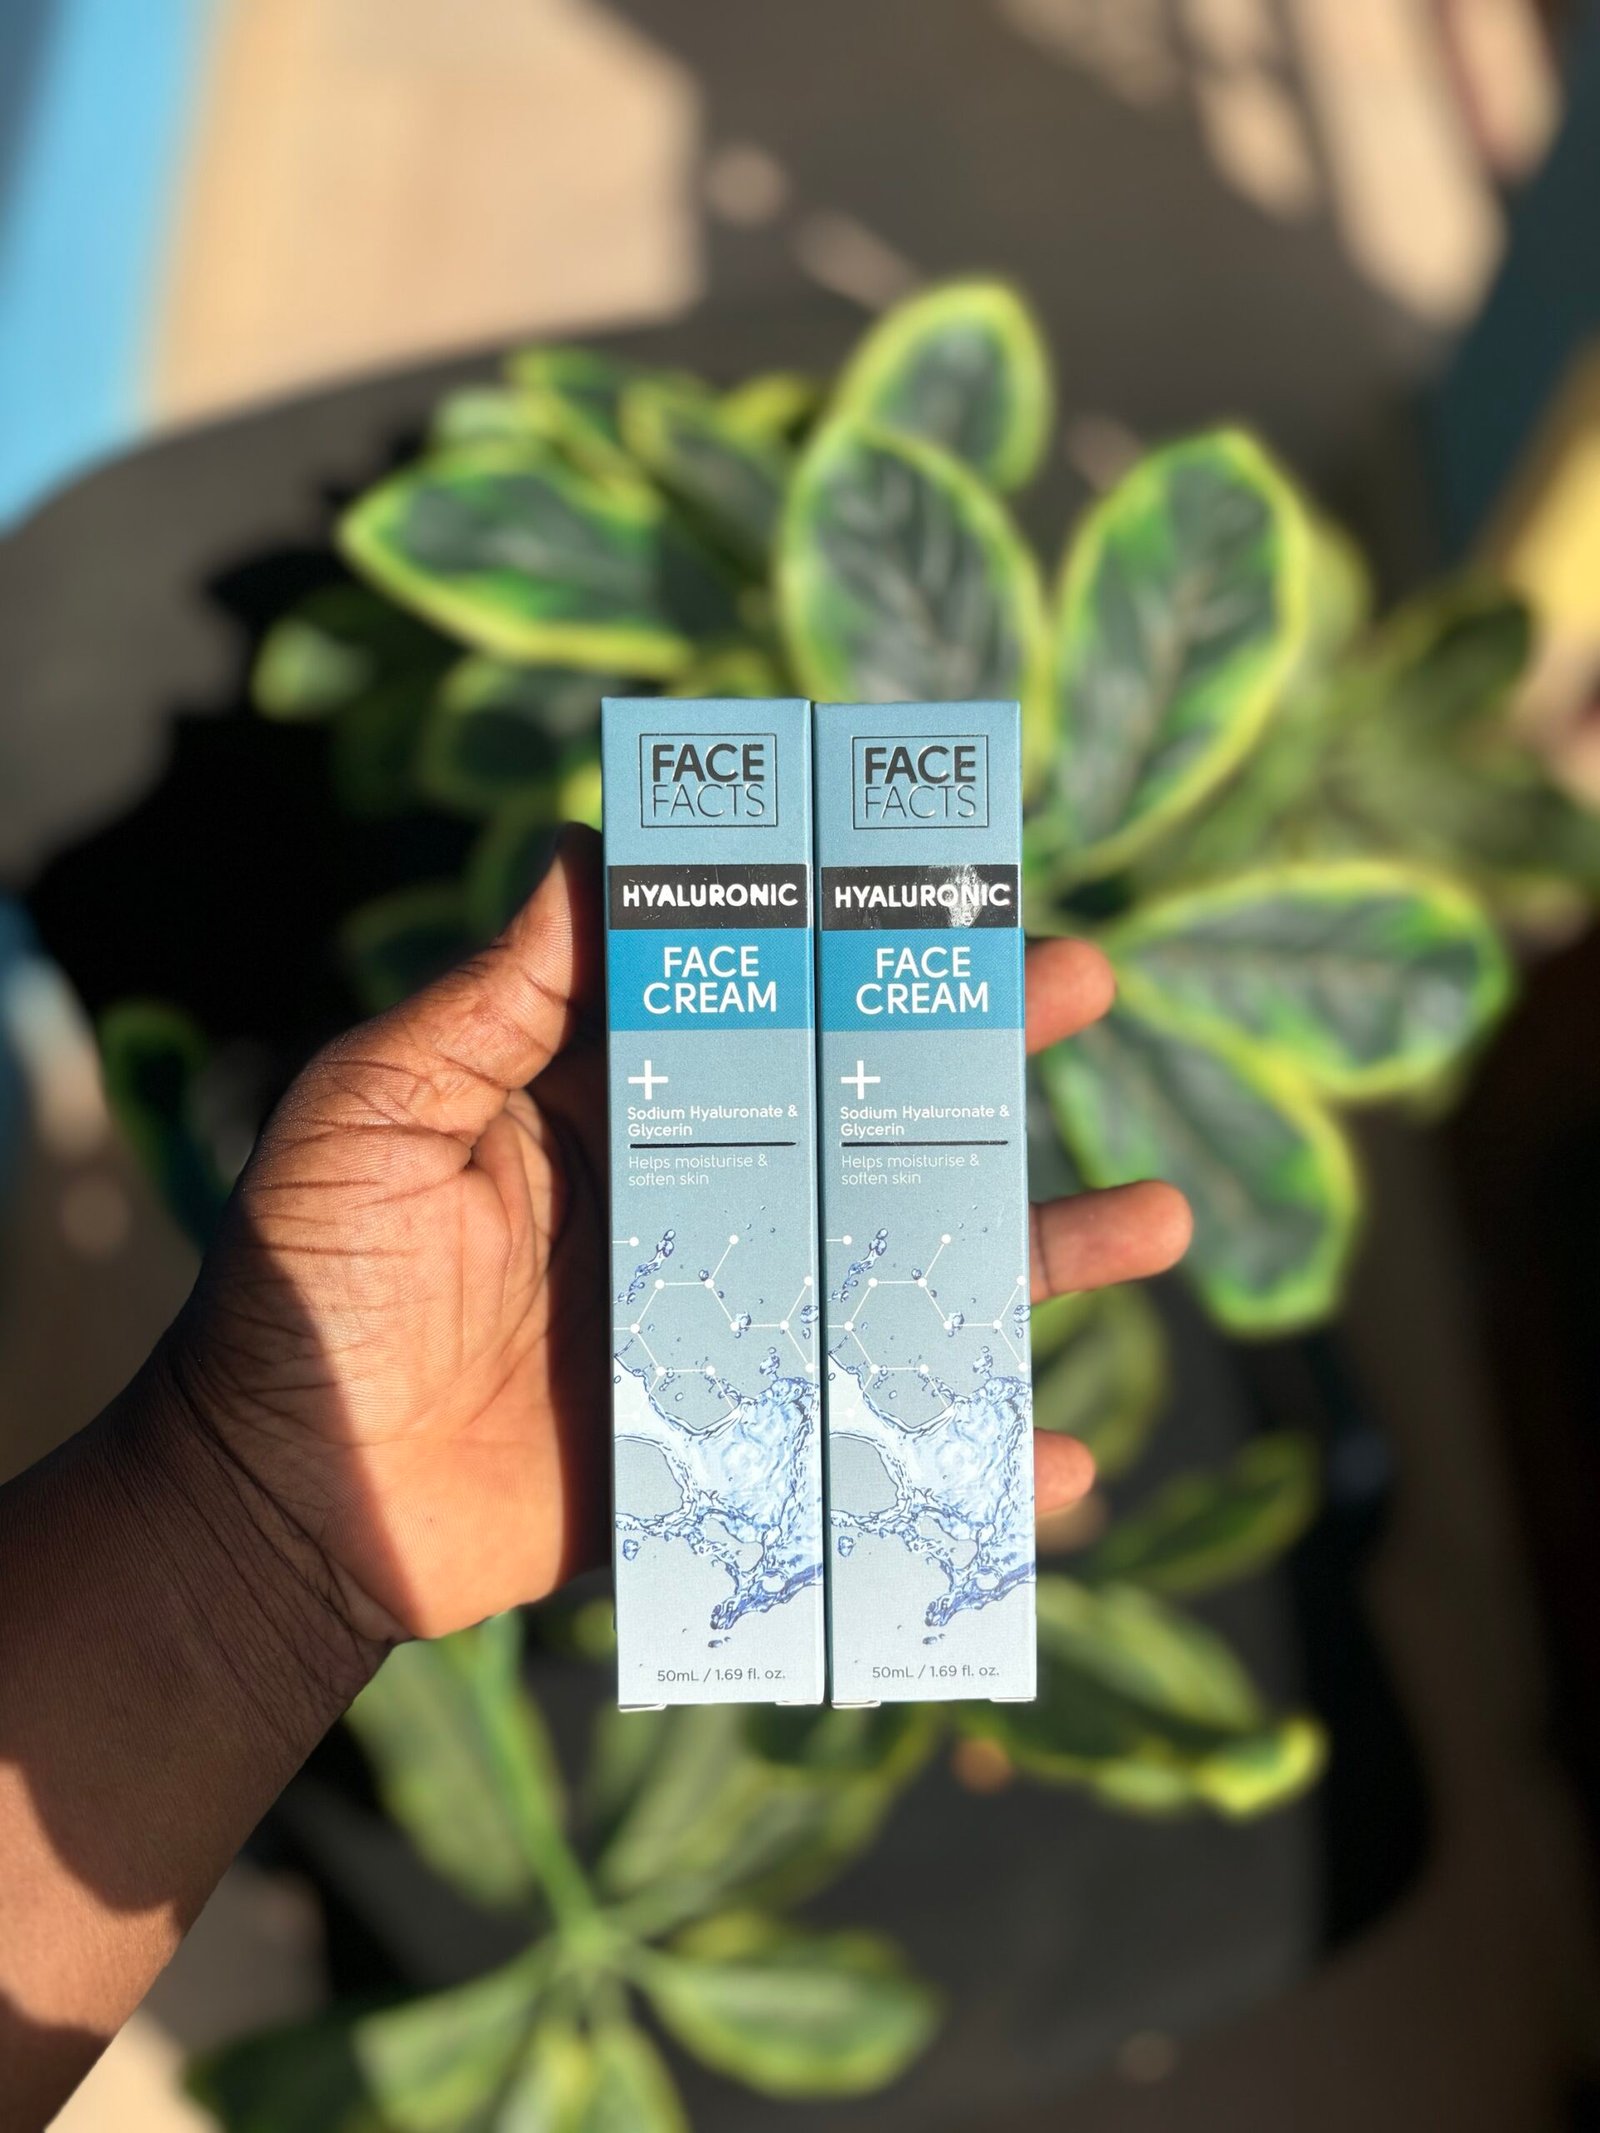 FACE
FACTS
HYALURONIC
FACE
CREAM
+
Sodium Hyaluronate &
Glycerin
Helps moisturise &
soften skin
50mL / 1.69 fl. oz.
FACE
FACTS
HYALURONIC
FACE
CREAM
+
Sodium Hyaluronate &
Glycerin
Helps moisturise &
soften skin
50mL / 1.69 fl. oz.